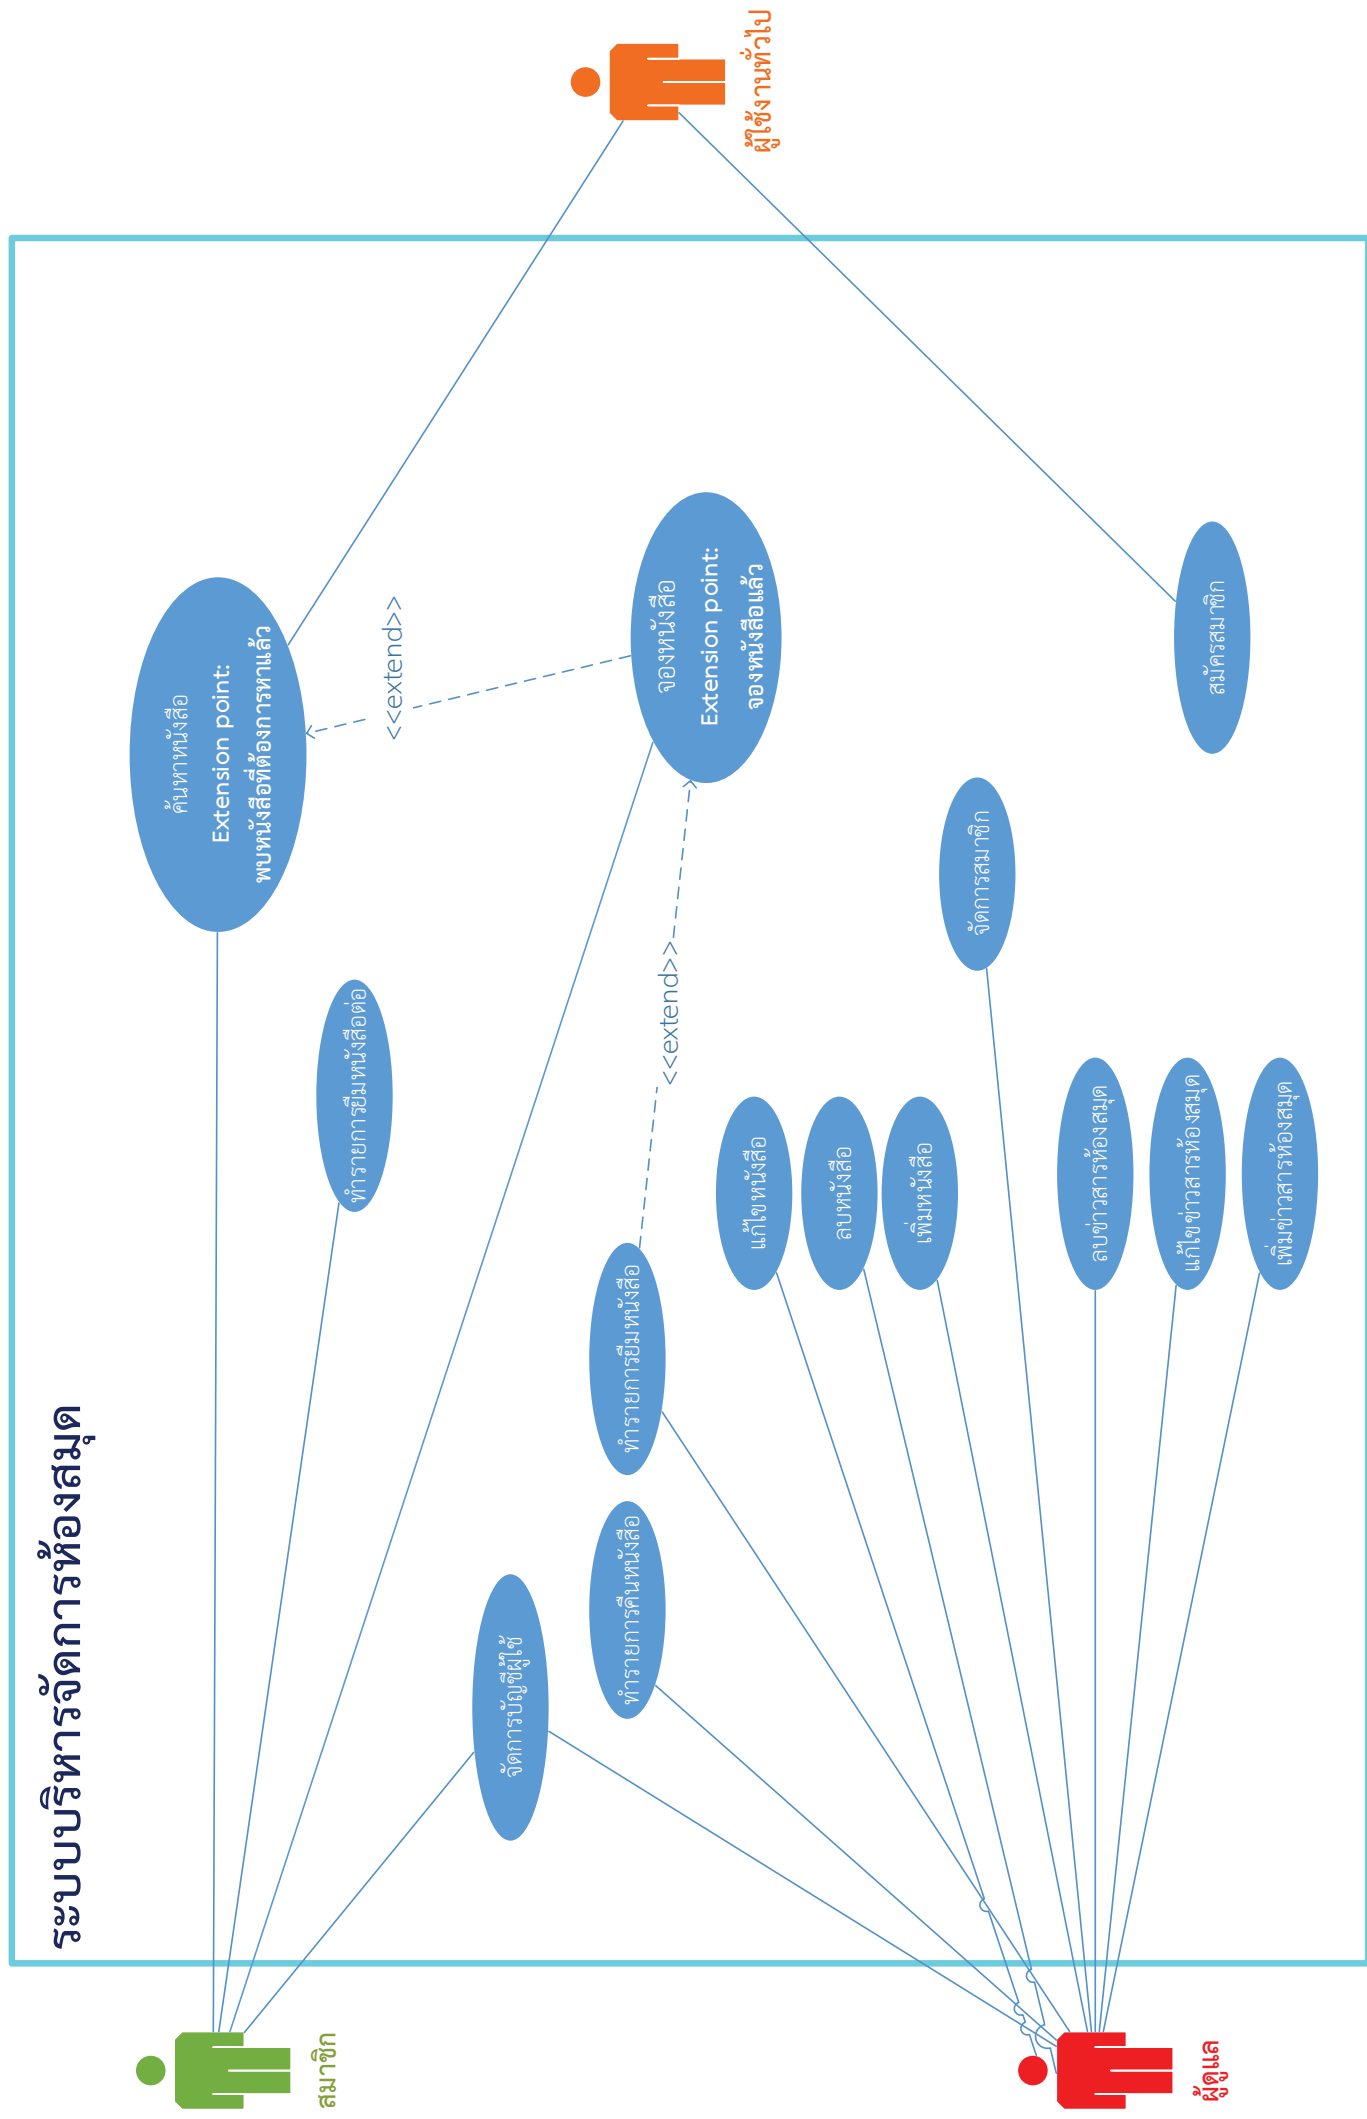 ระบบบริหารจัดการห้องสมุด
สมาชิก
ค้นหาหนังสือ
Extension point:
พบหนังสือที่ต้องการหาแล้ว
ผู้ใช้งานทั่วไป
ทำรายการยืมหนังสือต่อ
<<extend>>
จองหนังสือ
Extension point:
จองหนังสือแล้ว
จัดการบัญชีผู้ใช้
ทำรายการคืนหนังสือ
ทำรายการยืมหนังสือ
<<extend>>
แก้ไขหนังสือ
ลบหนังสือ
เพิ่มหนังสือ
จัดการสมาชิก
ผู้ดูแล
ลบข่าวสารห้องสมุด
แก้ไขข่าวสารห้องสมุด
เพิ่มข่าวสารห้องสมุด
สมัครสมาชิก